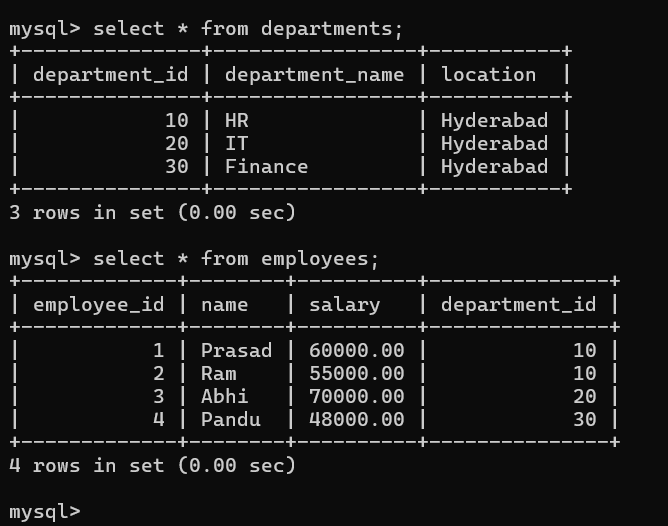 mysql> select * from departments;
+---------------+-----------------+-----------+
| department_id | department_name | location  |
+---------------+-----------------+-----------+
|            10 | HR              | Hyderabad |
|            20 | IT              | Hyderabad |
|            30 | Finance         | Hyderabad |
+---------------+-----------------+-----------+
3 rows in set (0.00 sec)

mysql> select * from employees;
+-------------+--------+----------+---------------+
| employee_id | name   | salary   | department_id |
+-------------+--------+----------+---------------+
|           1 | Prasad | 60000.00 |            10 |
|           2 | Ram    | 55000.00 |            10 |
|           3 | Abhi   | 70000.00 |            20 |
|           4 | Pandu  | 48000.00 |            30 |
+-------------+--------+----------+---------------+
4 rows in set (0.00 sec)

mysql>